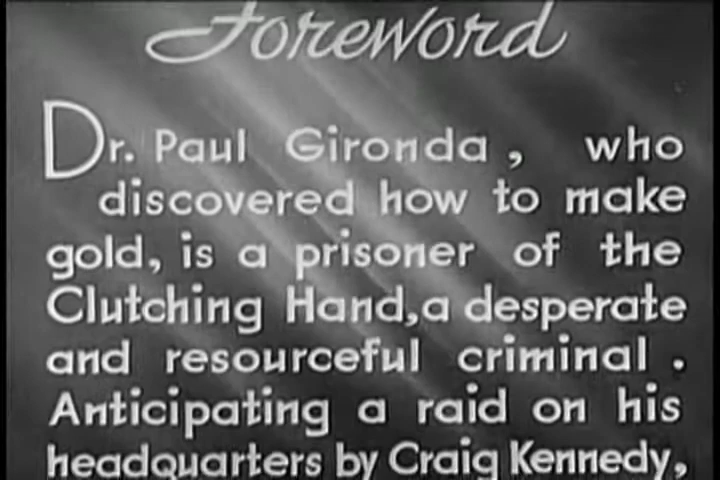 Foreword
Dr. Paul Gironda , who
discovered how to make
gold, is a prisoner of the
Clutching Hand,a desperate
and resourceful criminal .
Anticipating a raid on his
headquarters by Craig Kennedy,